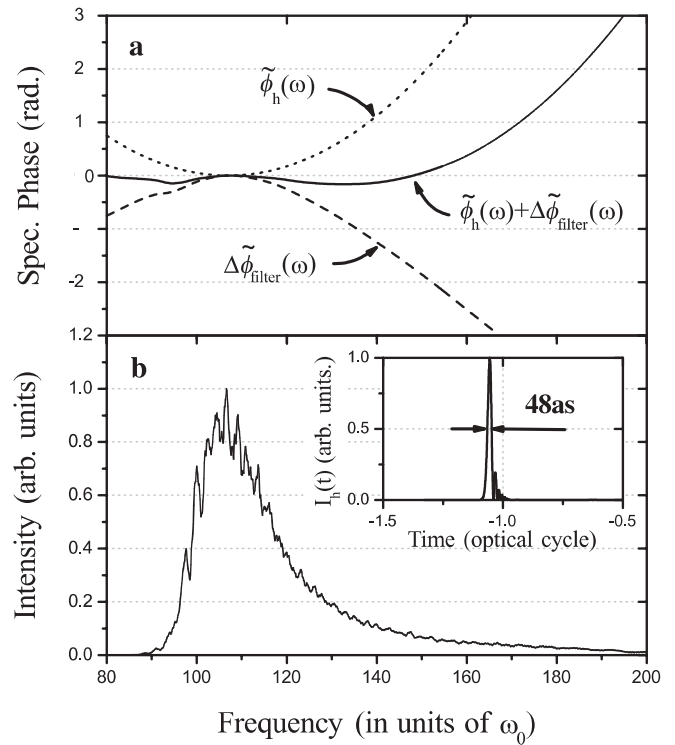 a
3
2
1
0
-1
-2
Spec. Phase (rad.)
ϕ̃h(ω)
ϕ̃h(ω)+Δϕ̃filter(ω)
Δϕ̃filter(ω)
b
1.2
1.0
0.8
0.6
0.4
0.2
0.0
Intensity (arb. units)
1.0
0.5
0.0
Ih(t) (arb. units.)
48as
-1.5 -1.0 -0.5
Time (optical cycle)
80 100 120 140 160 180 200
Frequency (in units of ω0)